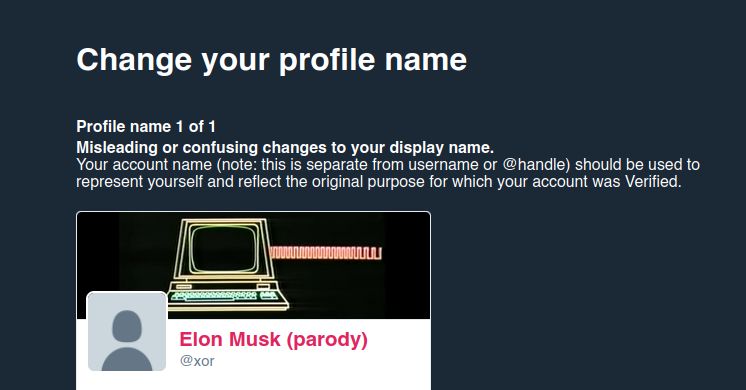 Change your profile name
Profile name 1 of 1
Misleading or confusing changes to your display name.
Your account name (note: this is separate from username or @handle) should be used to
represent yourself and reflect the original purpose for which your account was Verified.
Elon Musk (parody)
@xor